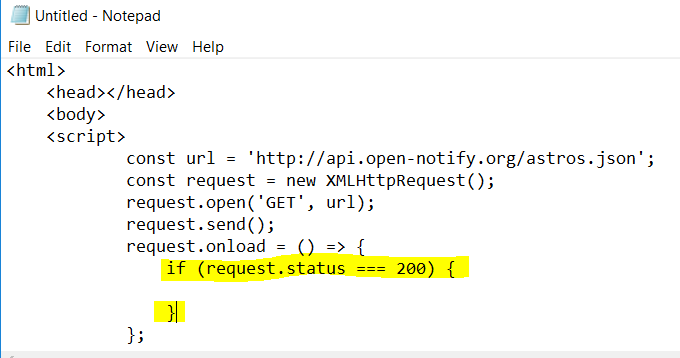 Untitled - Notepad
File Edit Format View Help
<html>
    <head></head>
    <body>
    <script>
            const url = 'http://api.open-notify.org/astros.json';
            const request = new XMLHttpRequest();
            request.open('GET', url);
            request.send();
            request.onload = () => {
                if (request.status === 200) {
                }
            };